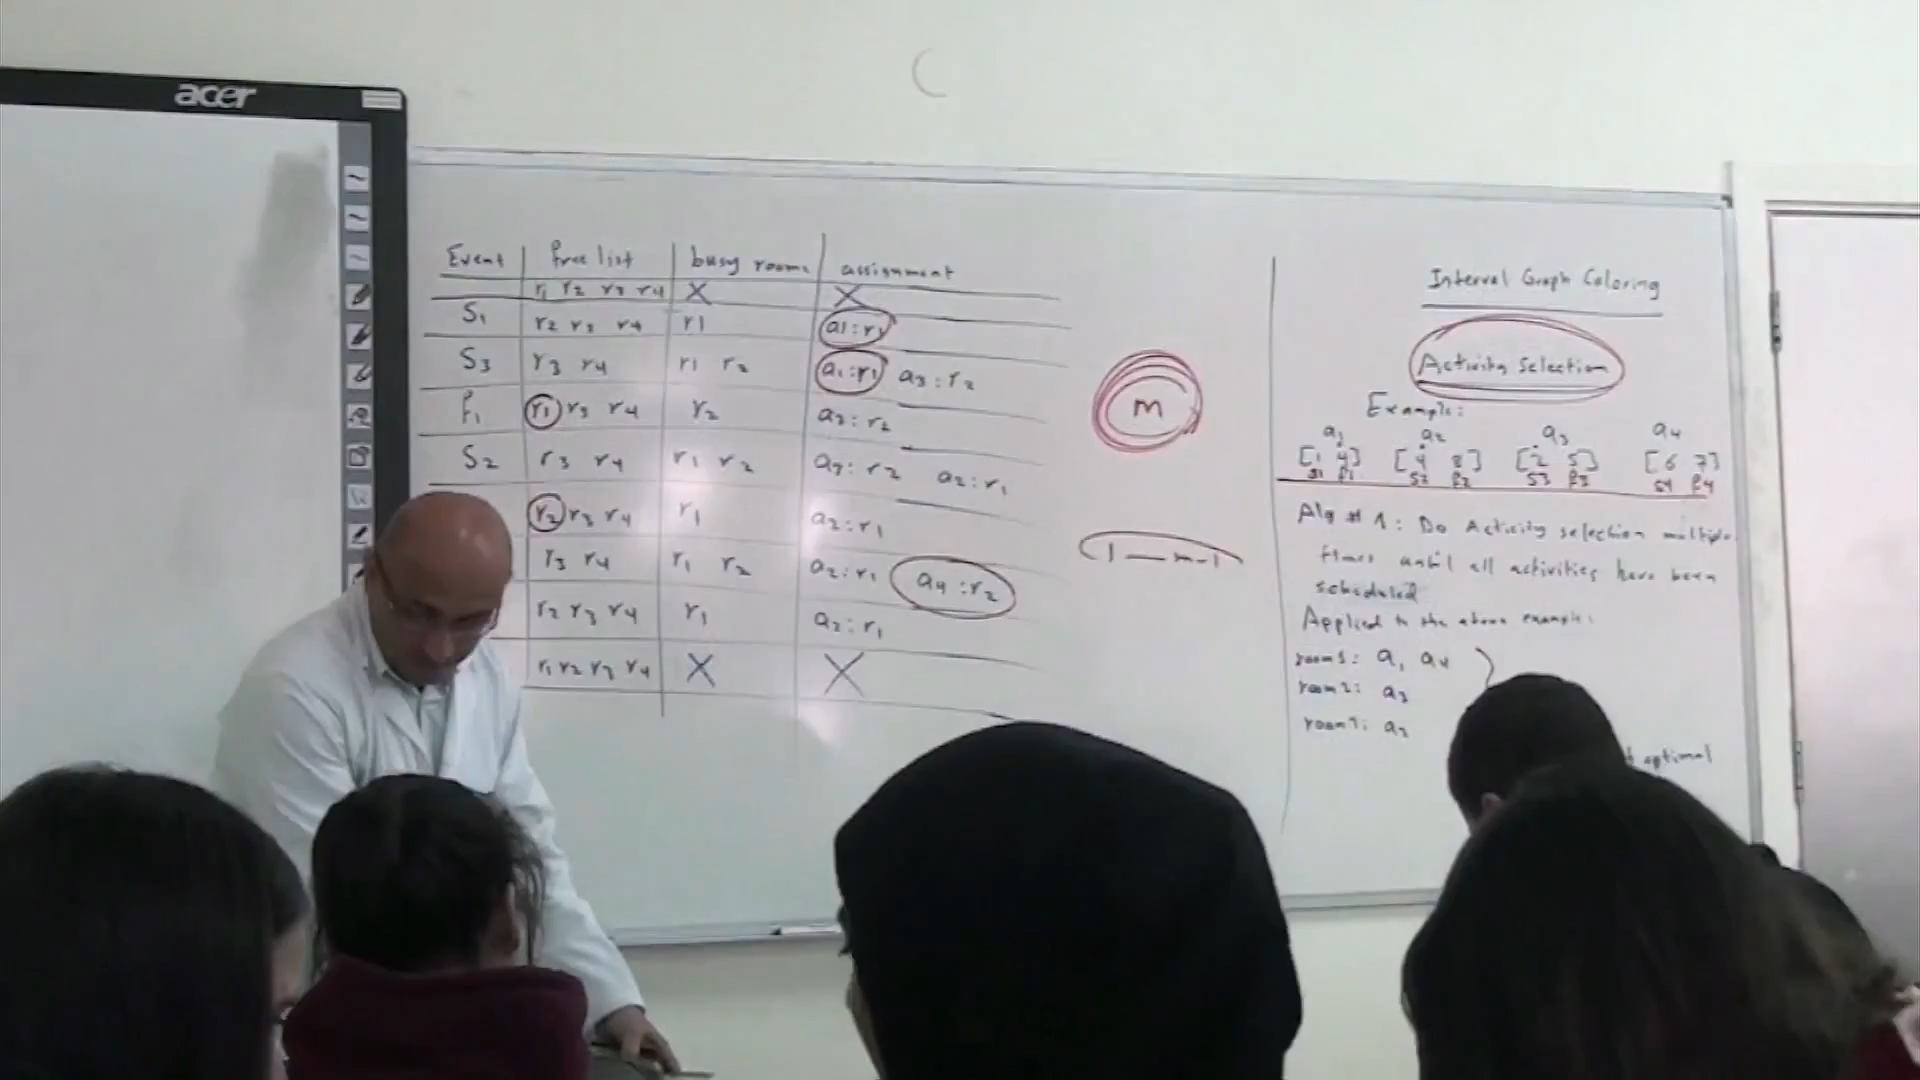 acer
Event free list busy rooms assignment
r1 r2 r3 r4 X X
S1 r2 r3 r4 r1 a1:r1
S3 r3 r4 r1 r2 a1:r1 a3:r2
f1 r1 r3 r4 r2 a3:r2
S2 r3 r4 r1 r2 a3:r2 a2:r1
r2 r3 r4 r1 a2:r1
r3 r4 r1 r2 a2:r1 a4:r2
r2 r3 r4 r1 a2:r1
r1 r2 r3 r4 X X
m
1 — m-1
Interval Graph Coloring
Activity Selection
Example:
a1 a2 a3 a4
[1 4] [4 8] [2 5] [6 7]
S1 f1 S2 f2 S3 f3 S4 f4
Alg # 1: Do Activity selection multiple
times until all activities have been
scheduled
Applied to the above example:
room1: a1 a4
room2: a3
room3: a2
optimal